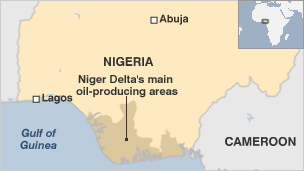 Abuja
NIGERIA
Niger Delta's main
oil-producing areas
Lagos
Gulf of
Guinea
CAMEROON